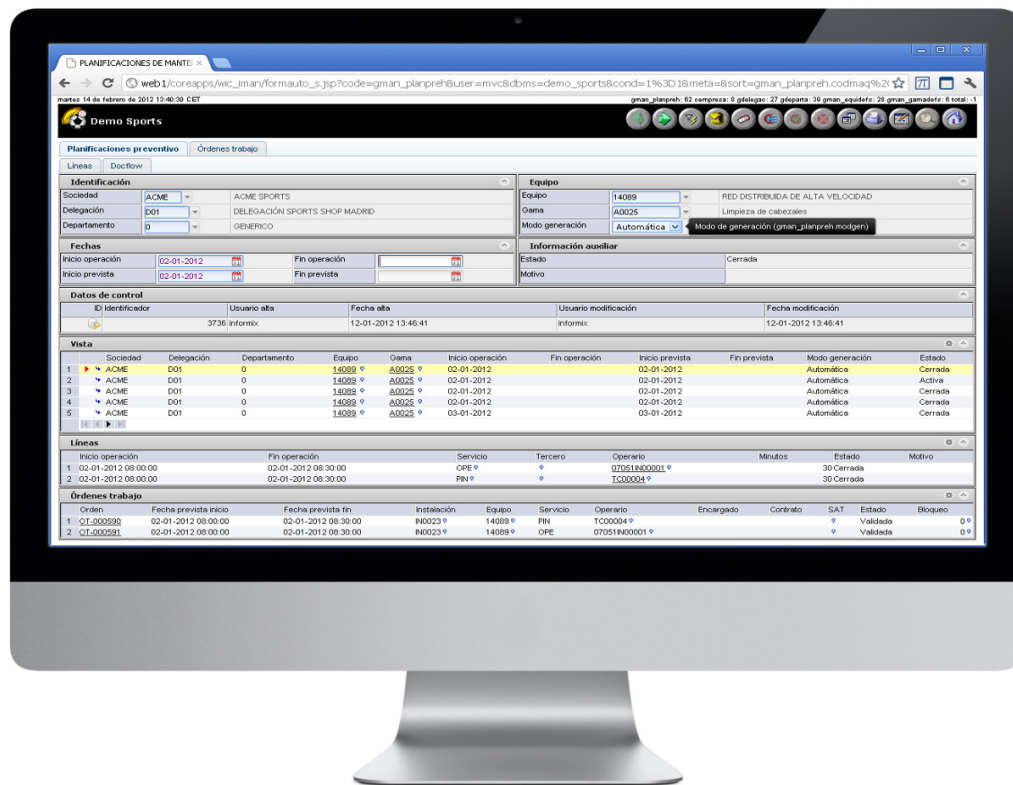 PLANIFICACIONES DE MANTEI
web1/coreapps/wic_iman/formauto_s.jsp?code=gman_planpreh&user=mvc&dbms=demo_sports&cond=1%3D1&meta=&sort=gman_planpreh.codmaq%2(
martes 14 de febrero de 2012 13:40:30 CET gman_planpreh: 62 cempresa: 8 gdelegac: 27 gdeparta: 39 gman_equidefs: 28 gman_gamadefs: 6 total: -1
Demo Sports
Planificaciones preventivo Órdenes trabajo
Líneas Docflow
Identificación Equipo
Sociedad ACME ACME SPORTS Equipo 14089 RED DISTRIBUIDA DE ALTA VELOCIDAD
Delegación D01 DELEGACIÓN SPORTS SHOP MADRID Gama A0025 Limpieza de cabezales
Departamento 0 GENERICO Modo generación Automática Modo de generación (gman_planpreh.modgen)
Fechas Información auxiliar
Inicio operación 02-01-2012 Fin operación Estado Cerrada
Inicio prevista 02-01-2012 Fin prevista Motivo
Datos de control
ID Identificador Usuario alta Fecha alta Usuario modificación Fecha modificación
3736 informix 12-01-2012 13:46:41 informix 12-01-2012 13:46:41
Vista
Sociedad Delegación Departamento Equipo Gama Inicio operación Fin operación Inicio prevista Fin prevista Modo generación Estado
1 ACME D01 0 14089 A0025 02-01-2012 02-01-2012 Automática Cerrada
2 ACME D01 0 14089 A0025 02-01-2012 02-01-2012 Automática Activa
3 ACME D01 0 14089 A0025 02-01-2012 02-01-2012 Automática Cerrada
4 ACME D01 0 14089 A0025 02-01-2012 02-01-2012 Automática Cerrada
5 ACME D01 0 14089 A0025 03-01-2012 03-01-2012 Automática Cerrada
Líneas
Inicio operación Fin operación Servicio Tercero Operario Minutos Estado Motivo
1 02-01-2012 08:00:00 02-01-2012 08:30:00 OPE 07051IN00001 30 Cerrada
2 02-01-2012 08:00:00 02-01-2012 08:30:00 PIN TC00004 30 Cerrada
Órdenes trabajo
Orden Fecha prevista inicio Fecha prevista fin Instalación Equipo Servicio Operario Encargado Contrato SAT Estado Bloqueo
1 OT-000590 02-01-2012 08:00:00 02-01-2012 08:30:00 IN0023 14089 PIN TC00004 Validada 0
2 OT-000591 02-01-2012 08:00:00 02-01-2012 08:30:00 IN0023 14089 OPE 07051IN00001 Validada 0